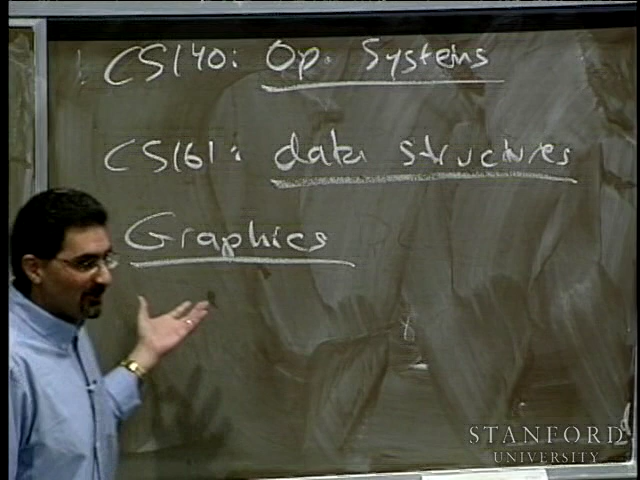 CS140: Op. Systems
CS161: data structures
Graphics
STANFORD
UNIVERSITY